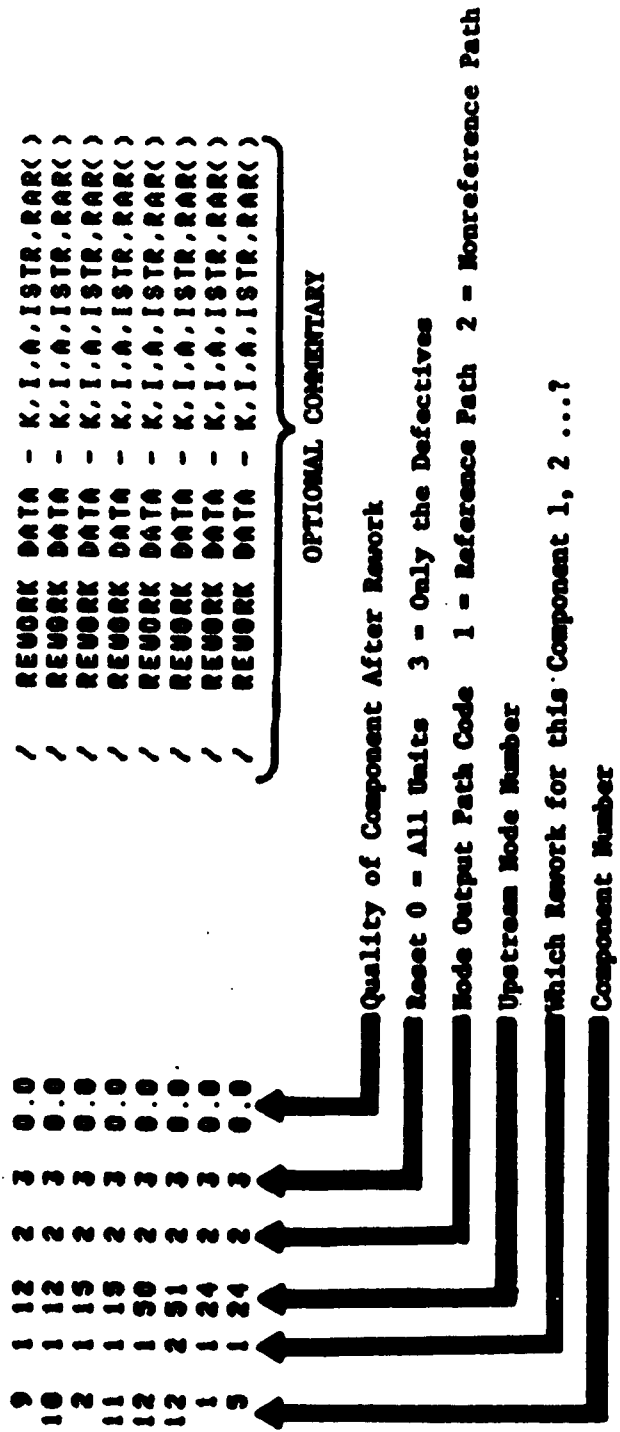 9 1 12 2 3 0.0 / REWORK DATA - K,I,A,ISTR,RAR()
10 1 12 2 3 0.0 / REWORK DATA - K,I,A,ISTR,RAR()
2 1 15 2 3 0.0 / REWORK DATA - K,I,A,ISTR,RAR()
11 1 15 2 3 0.0 / REWORK DATA - K,I,A,ISTR,RAR()
12 1 50 2 3 0.0 / REWORK DATA - K,I,A,ISTR,RAR()
12 2 51 2 3 0.0 / REWORK DATA - K,I,A,ISTR,RAR()
1 1 24 2 3 0.0 / REWORK DATA - K,I,A,ISTR,RAR()
5 1 24 2 3 0.0 / REWORK DATA - K,I,A,ISTR,RAR()
OPTIONAL COMMENTARY
Quality of Component After Rework
Reset 0 = All Units 3 = Only the Defectives
Node Output Path Code 1 = Reference Path 2 = Nonreference Path
Upstream Node Number
Which Rework for this Component 1, 2 ...?
Component Number